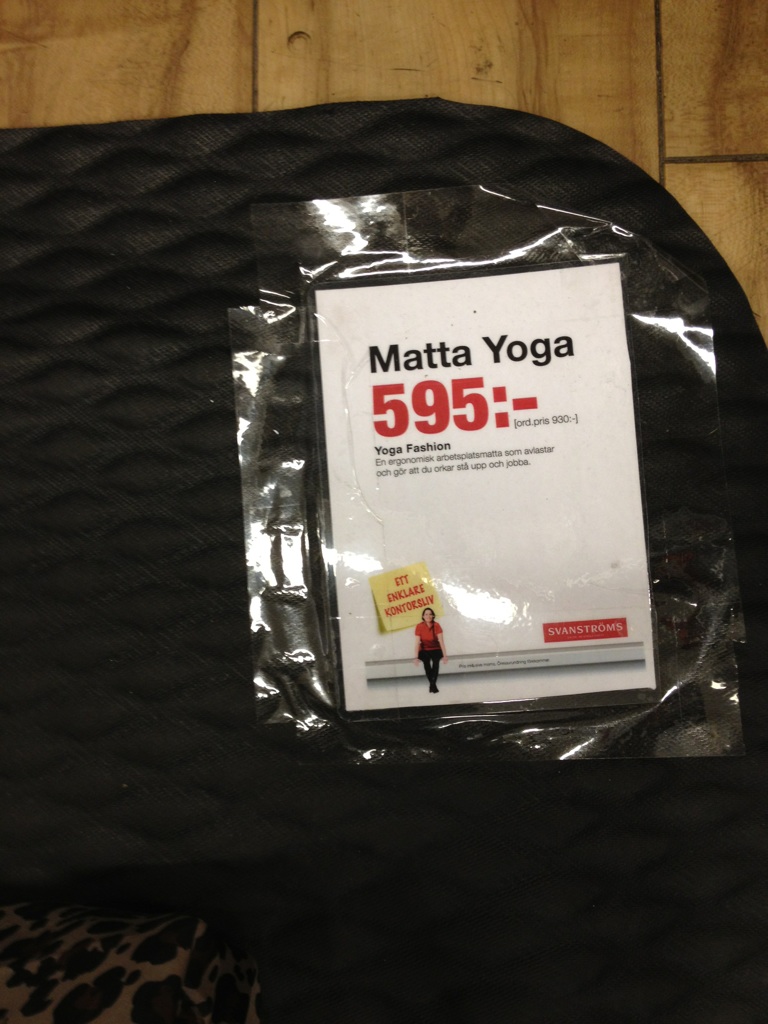 Matta Yoga
595:- [ord.pris 930:-]
Yoga Fashion
En ergonomisk arbetsplatsmatta som avlastar
och gör att du orkar stå upp och jobba.
ETT
ENKLARE
KONTORSLIV
SVANSTRÖMS